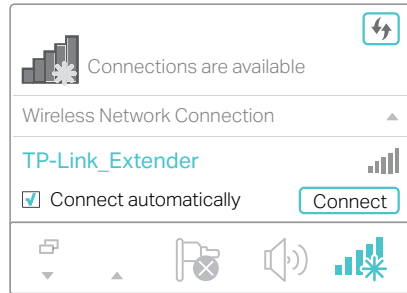 Connections are available
Wireless Network Connection
TP-Link_Extender
Connect automatically
Connect